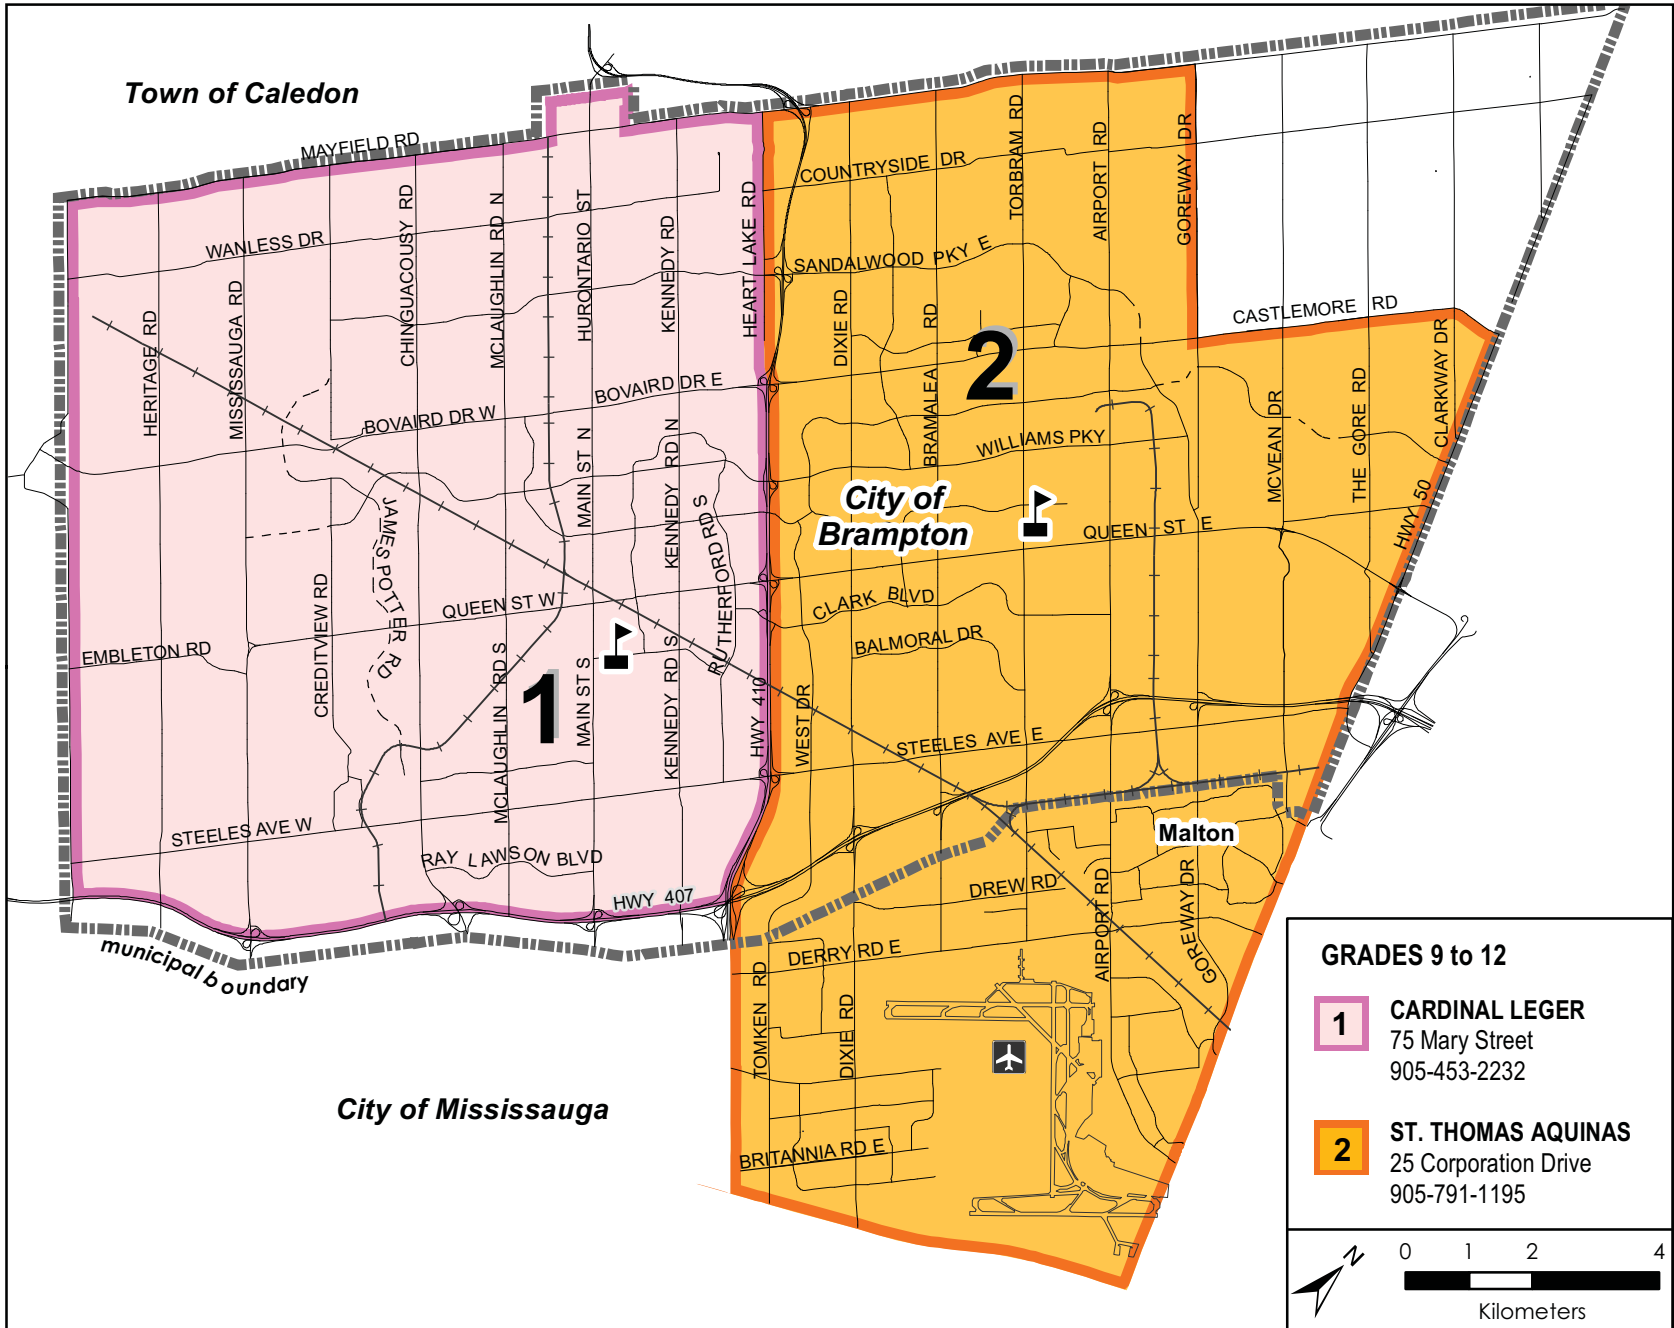 Town of Caledon
MAYFIELD RD
COUNTRYSIDE DR
TORBRAM RD
AIRPORT RD
GOREWAY DR
WANLESS DR
CHINGUACOUSY RD
MCLAUGHLIN RD N
HURONTARIO ST
KENNEDY RD
HEART LAKE RD
SANDALWOOD PKY E
HERITAGE RD
MISSISSAUGA RD
DIXIE RD
BRAMALEA RD
2
CASTLEMORE RD
CLARKWAY DR
BOVAIRD DR E
BOVAIRD DR W
MAIN ST N
KENNEDY RD N
WILLIAMS PKY
MCVEAN DR
THE GORE RD
HWY 50
City of
Brampton
QUEEN ST E
JAMES POTTER RD
RUTHERFORD RD S
CREDITVIEW RD
QUEEN ST W
CLARK BLVD
BALMORAL DR
EMBLETON RD
1
MCLAUGHLIN RD S
MAIN ST S
KENNEDY RD S
HWY 410
WEST DR
STEELES AVE E
STEELES AVE W
RAY LAWSON BLVD
HWY 407
Malton
DREW RD
AIRPORT RD
GOREWAY DR
municipal boundary
DERRY RD E
TOMKEN RD
DIXIE RD
BRITANNIA RD E
City of Mississauga
GRADES 9 to 12
1
CARDINAL LEGER
75 Mary Street
905-453-2232
2
ST. THOMAS AQUINAS
25 Corporation Drive
905-791-1195
N
0 1 2 4
Kilometers